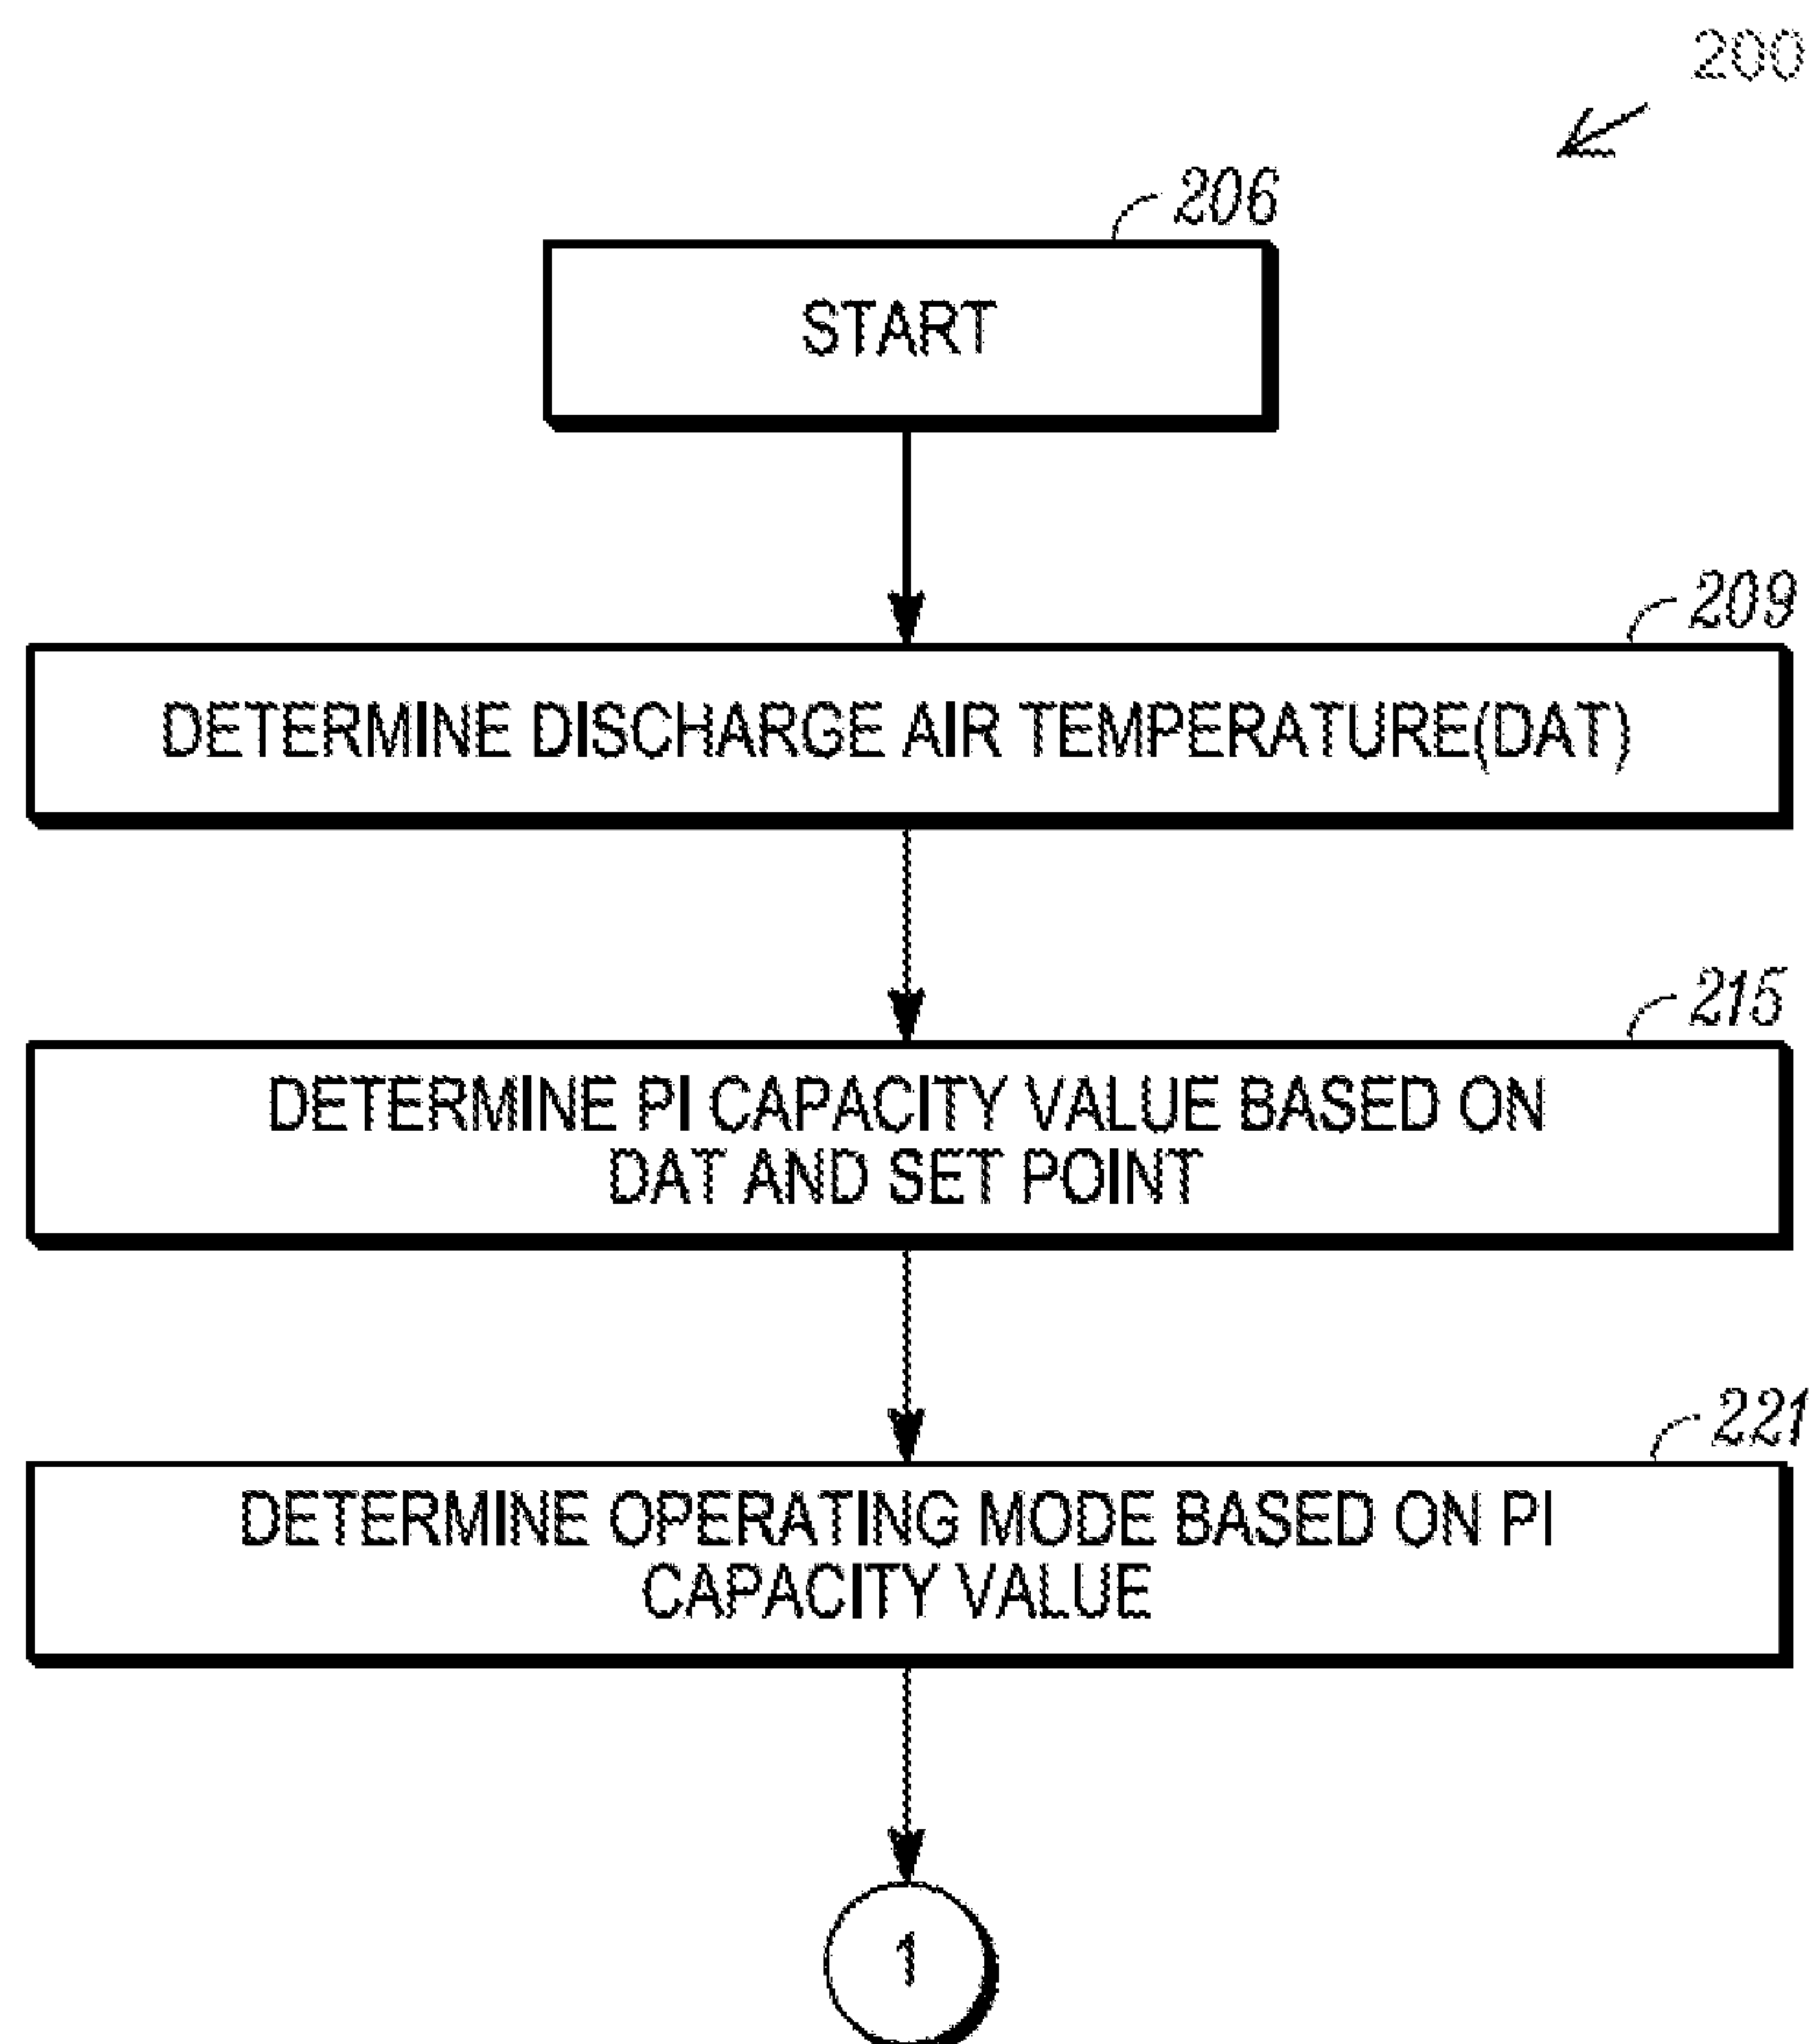 200
206
START
209
DETERMINE DISCHARGE AIR TEMPERATURE(DAT)
215
DETERMINE PI CAPACITY VALUE BASED ON
DAT AND SET POINT
221
DETERMINE OPERATING MODE BASED ON PI
CAPACITY VALUE
1